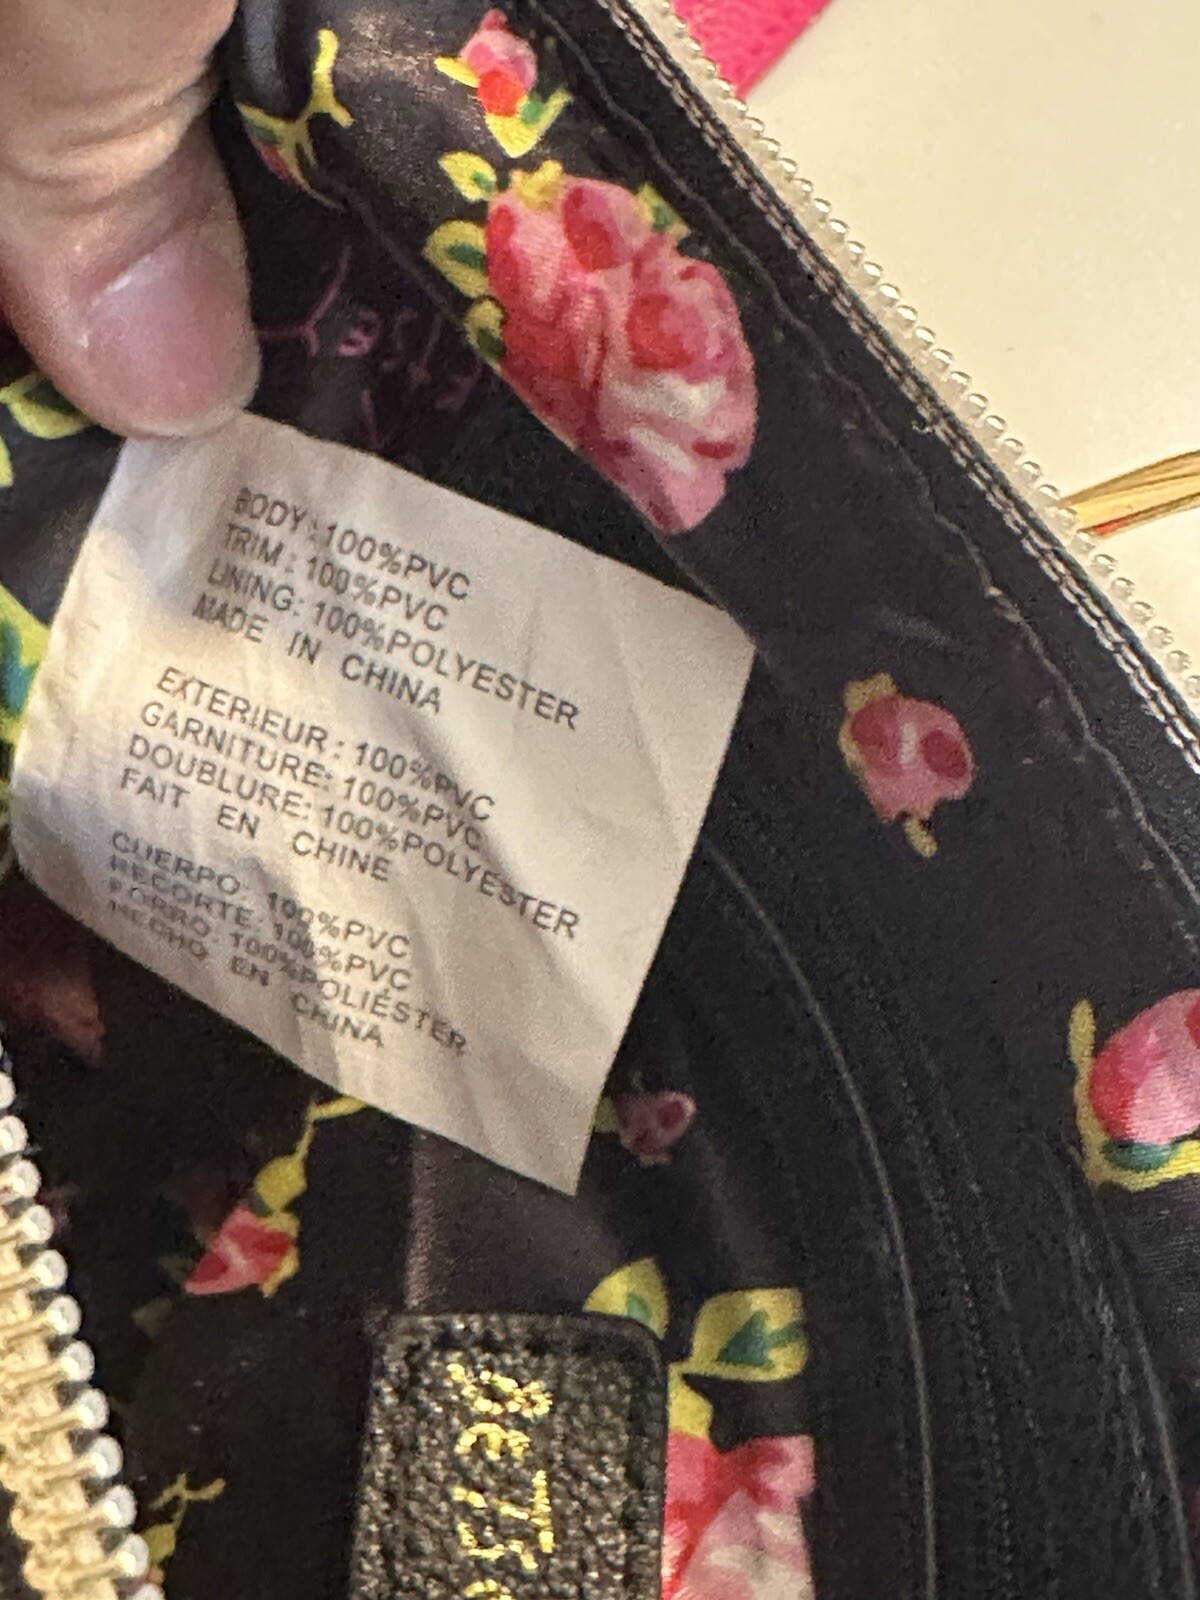 BODY: 100%PVC
TRIM: 100%PVC
LINING: 100%POLYESTER
MADE IN CHINA
EXTERIEUR: 100%PVC
GARNITURE: 100%PVC
DOUBLURE: 100%POLYESTER
FAIT EN CHINE
CUERPO: 100%PVC
RECORTE: 100%PVC
FORRO: 100%POLIÉSTER
HECHO EN CHINA